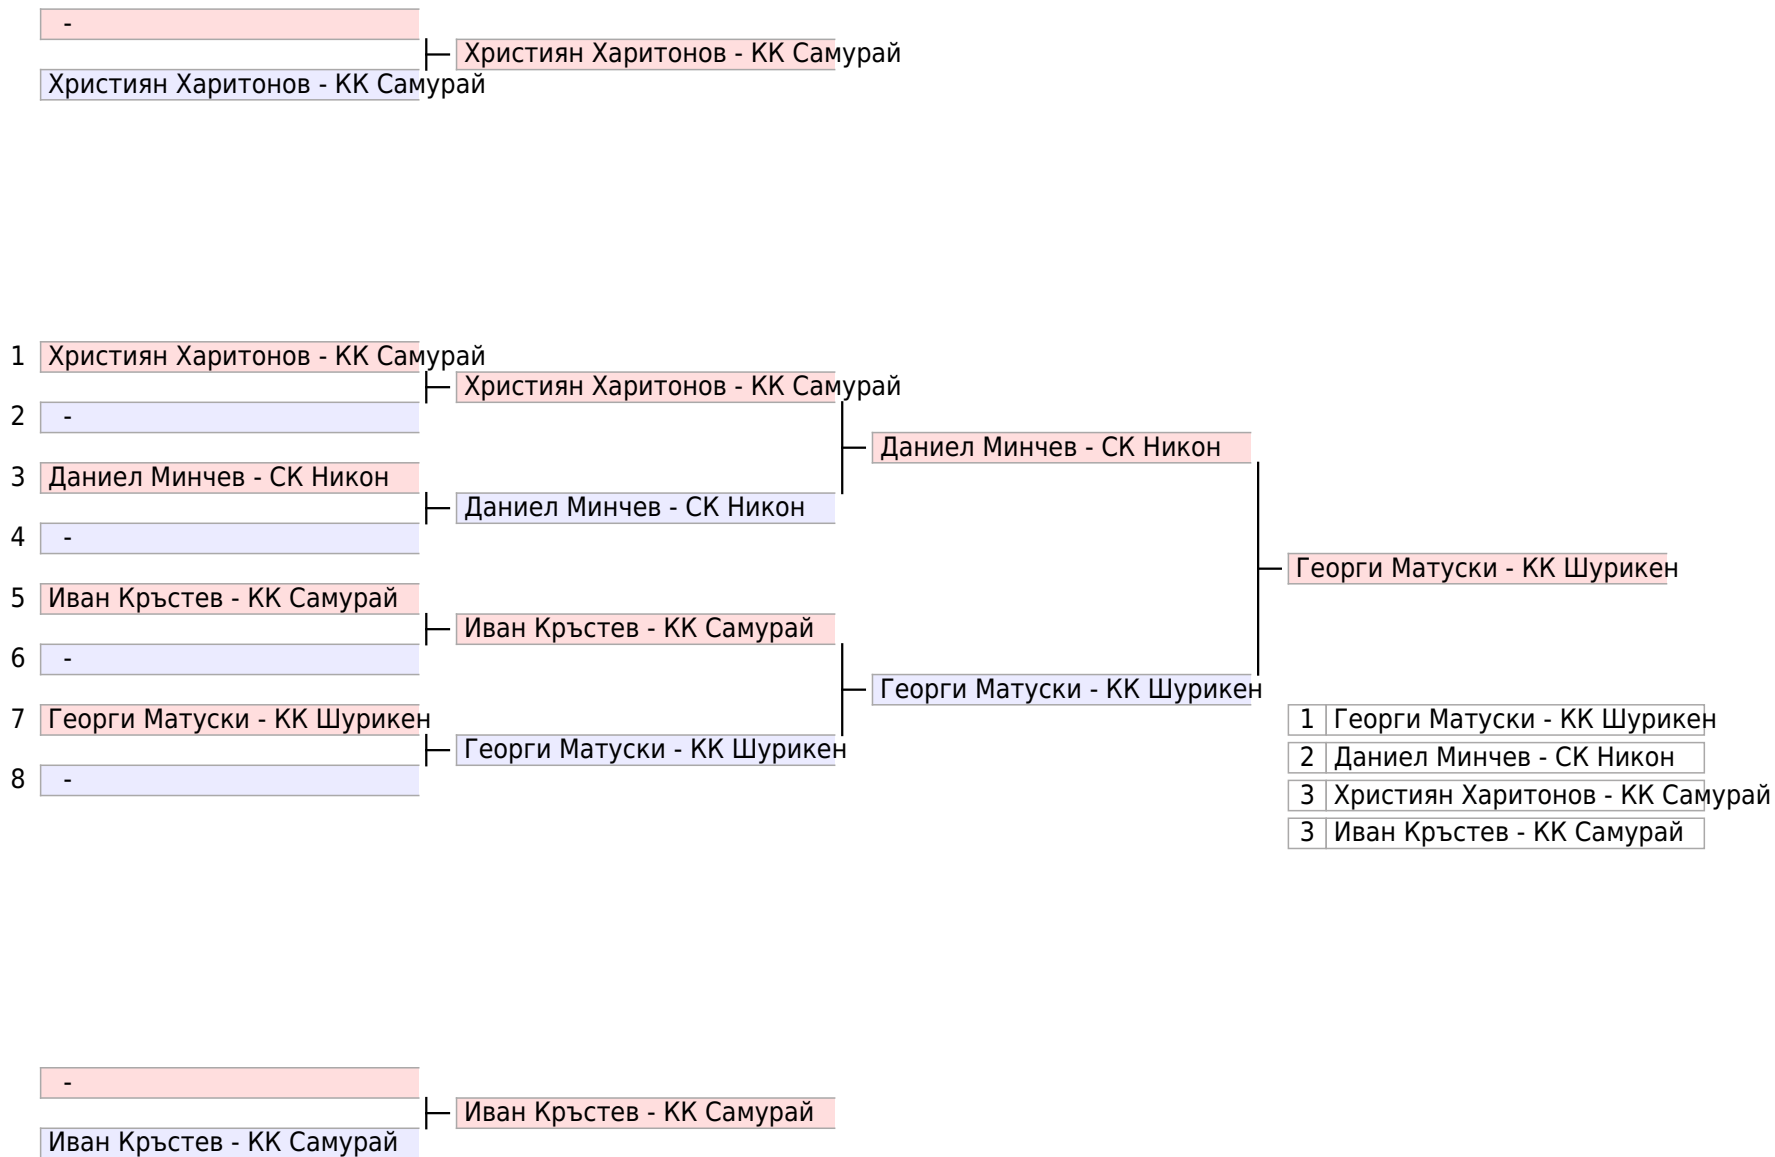 -
Християн Харитонов - КК Самурай
Християн Харитонов - КК Самурай
1 Християн Харитонов - КК Самурай
Християн Харитонов - КК Самурай
2 -
Даниел Минчев - СК Никон
3 Даниел Минчев - СК Никон
Даниел Минчев - СК Никон
4 -
Георги Матуски - КК Шурикен
5 Иван Кръстев - КК Самурай
Иван Кръстев - КК Самурай
6 -
Георги Матуски - КК Шурикен
7 Георги Матуски - КК Шурикен
Георги Матуски - КК Шурикен
8 -
1 Георги Матуски - КК Шурикен
2 Даниел Минчев - СК Никон
3 Християн Харитонов - КК Самурай
3 Иван Кръстев - КК Самурай
-
Иван Кръстев - КК Самурай
Иван Кръстев - КК Самурай